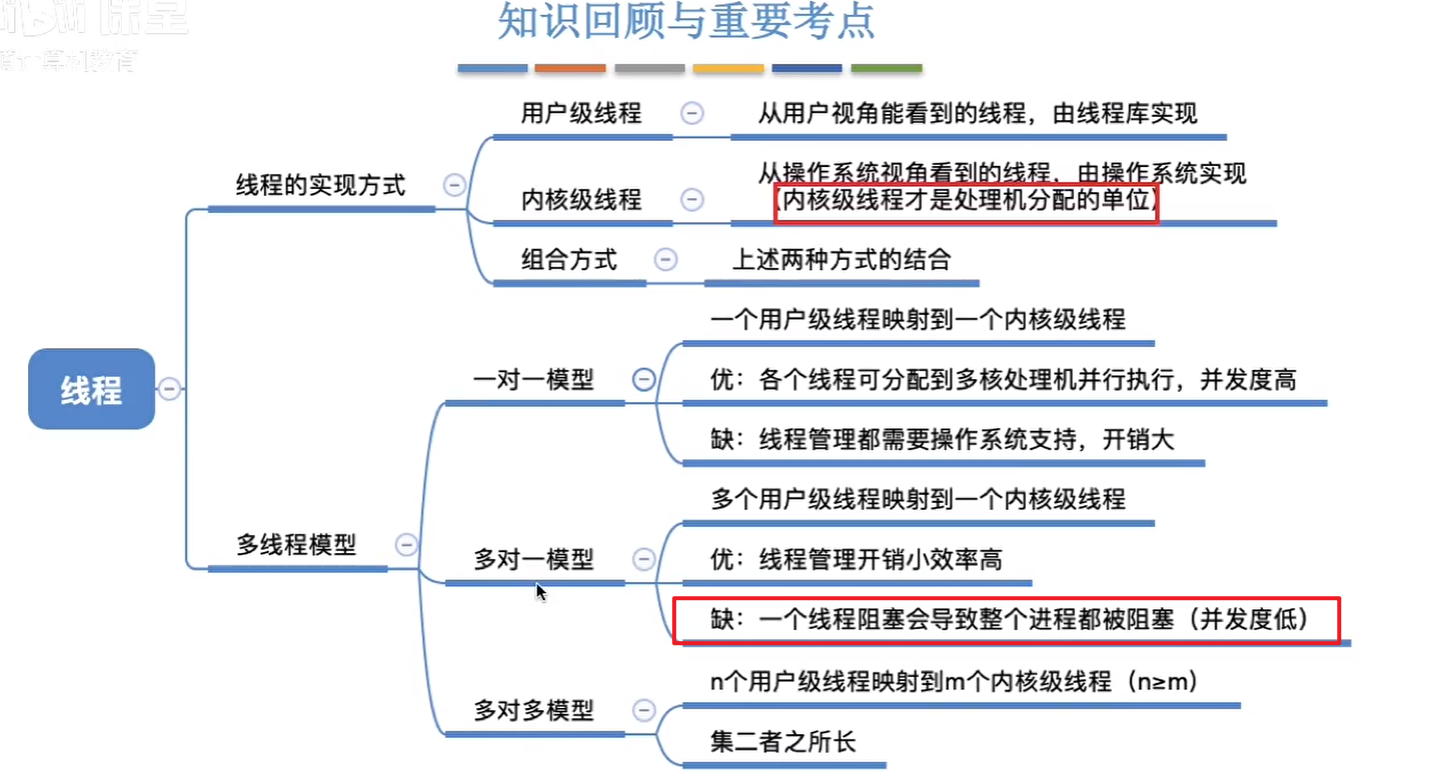 知识回顾与重要考点
线程
线程的实现方式
用户级线程
从用户视角能看到的线程，由线程库实现
内核级线程
从操作系统视角看到的线程，由操作系统实现
（内核级线程才是处理机分配的单位）
组合方式
上述两种方式的结合
多线程模型
一对一模型
一个用户级线程映射到一个内核级线程
优：各个线程可分配到多核处理机并行执行，并发度高
缺：线程管理都需要操作系统支持，开销大
多对一模型
多个用户级线程映射到一个内核级线程
优：线程管理开销小效率高
缺：一个线程阻塞会导致整个进程都被阻塞（并发度低）
多对多模型
n个用户级线程映射到m个内核级线程（n≥m）
集二者之所长